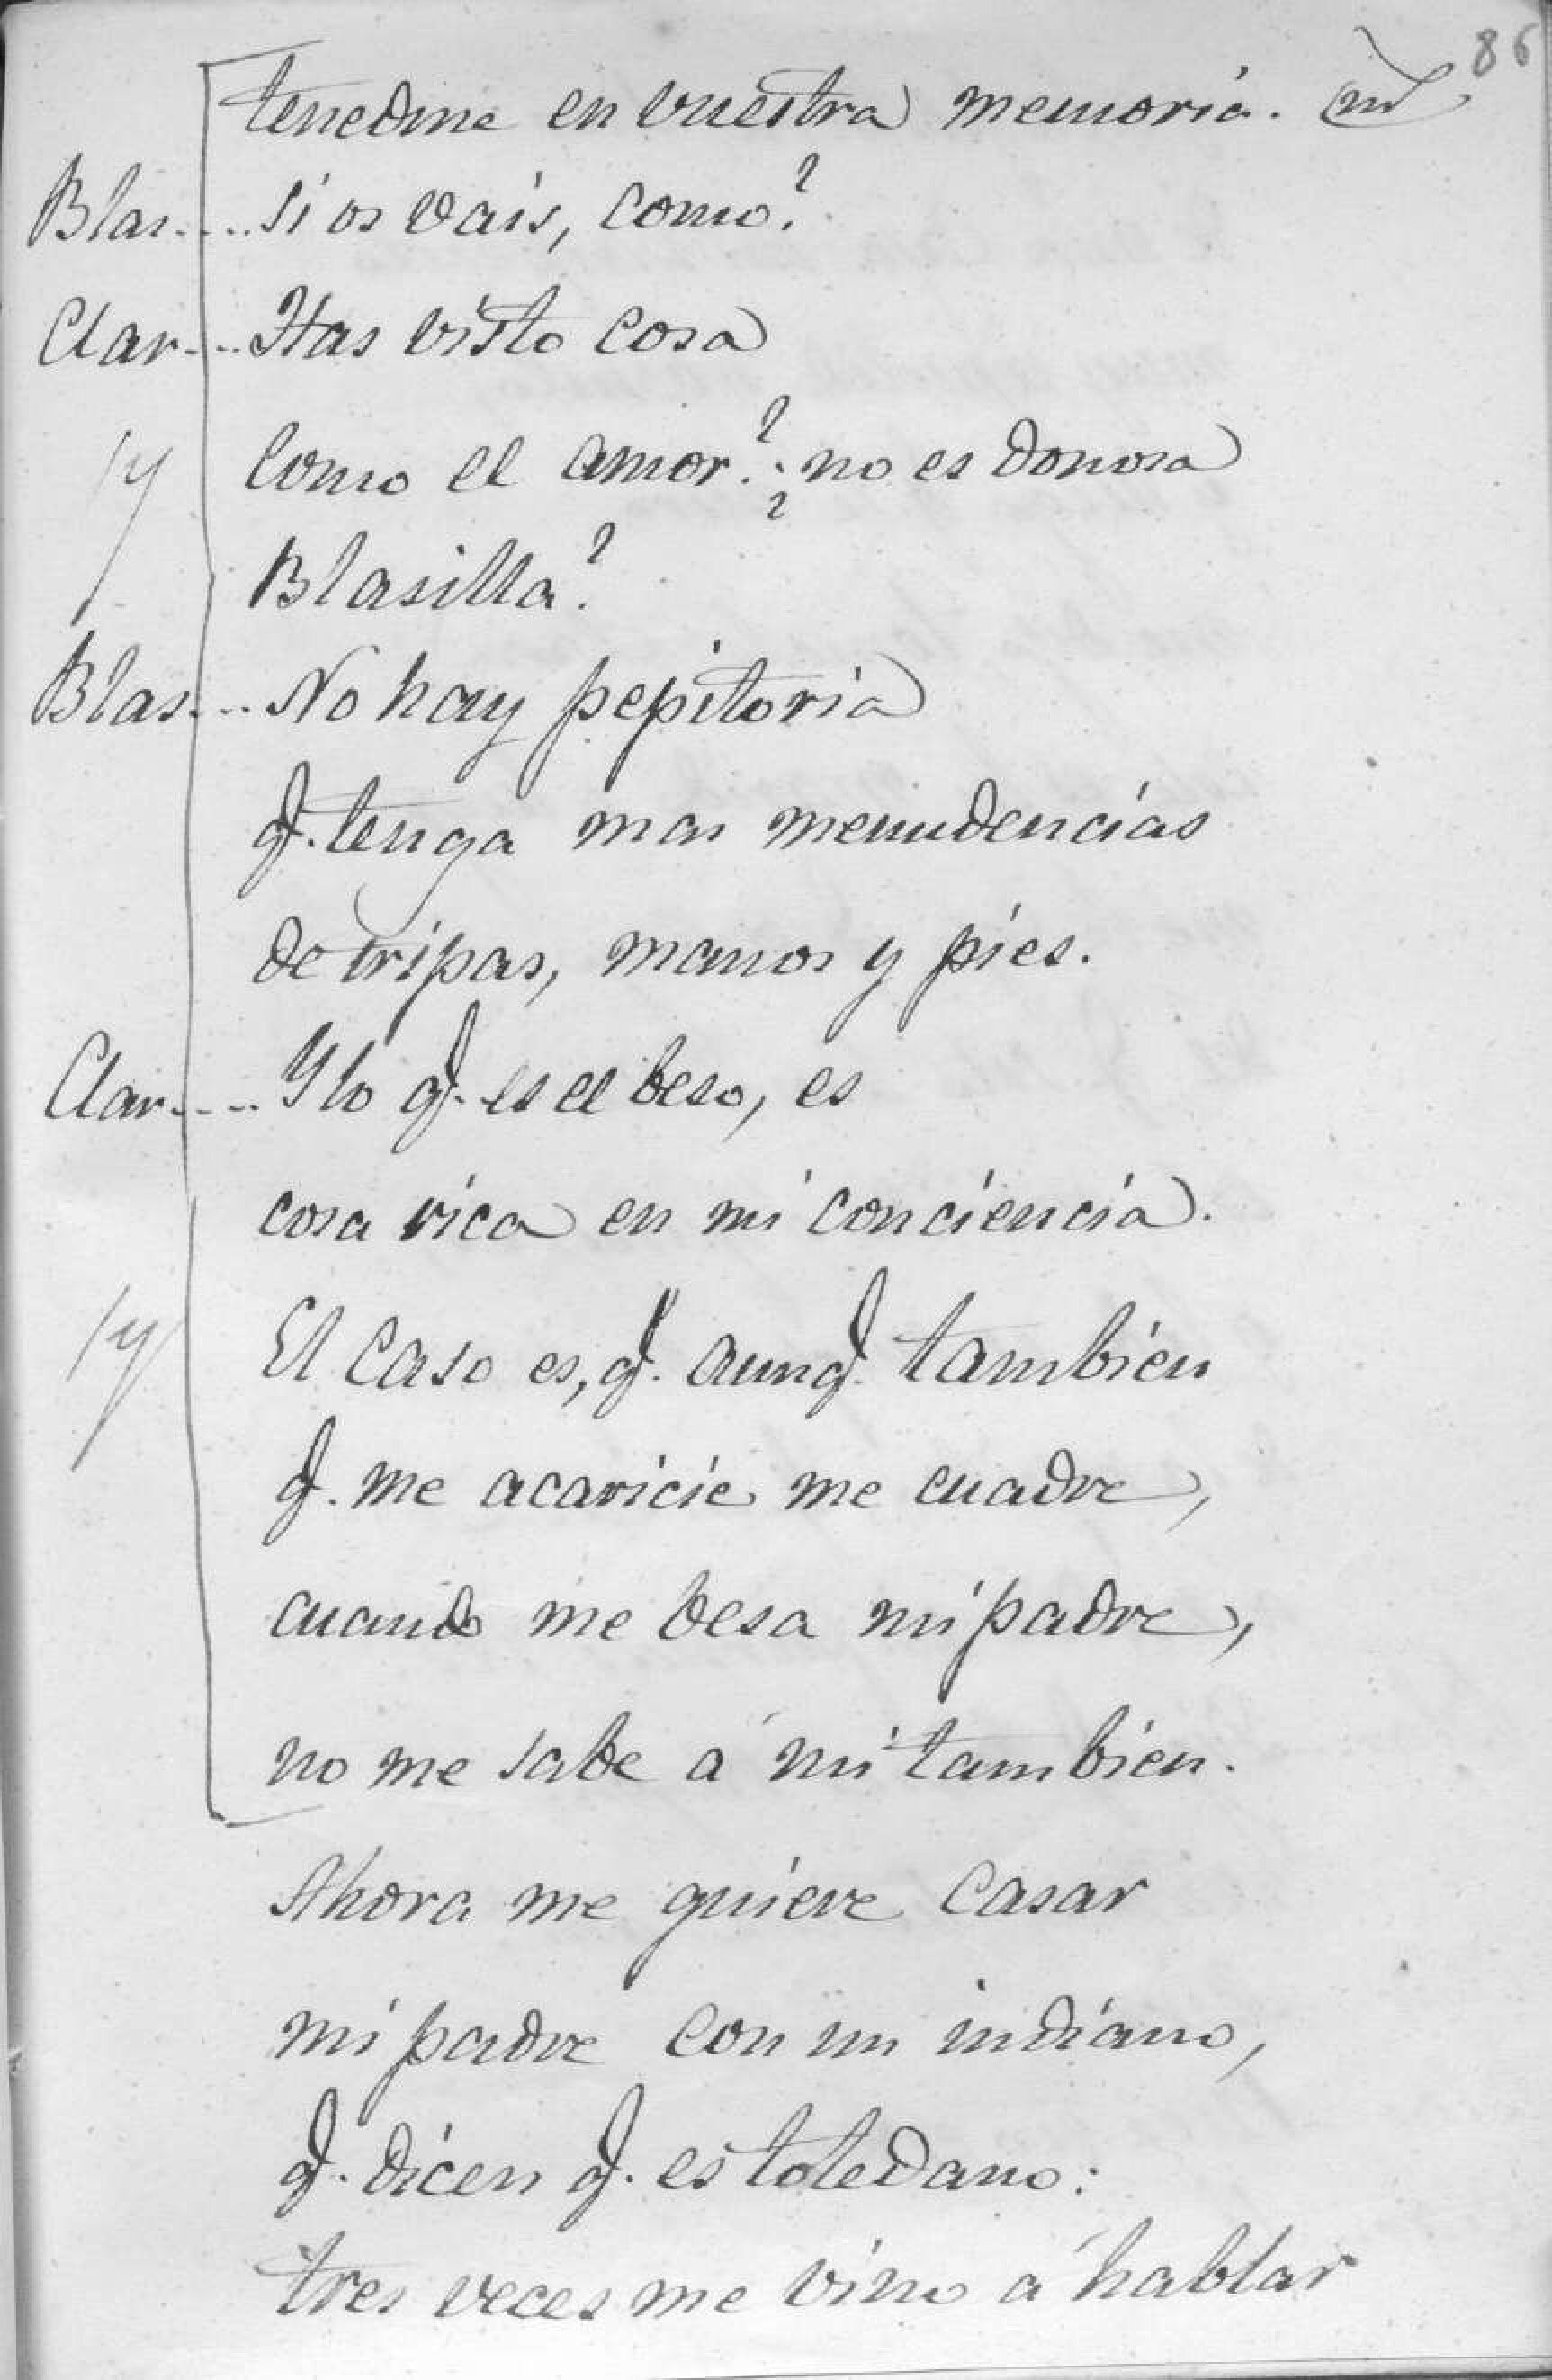 86
tenedme en vuestra memoria.
Blas.... Si os vais, como?
Clar.... Has visto cosa
como el amor? ¿no es donosa
Blasilla?
Blas.... No hay pepitoria
q. tenga mas menudencias
de tripas, manos y pies.
Clar.... Y lo q. es el beso, es
cosa rica en mi conciencia.
El caso es, q. aunq. tambien
q. me acaricie me cuadre,
cuando me besa mi padre,
no me sabe á mi tambien.
Ahora me quiere casar
mi padre con un indiano,
q. dicen q. es toledano:
tres veces me vino á hablar